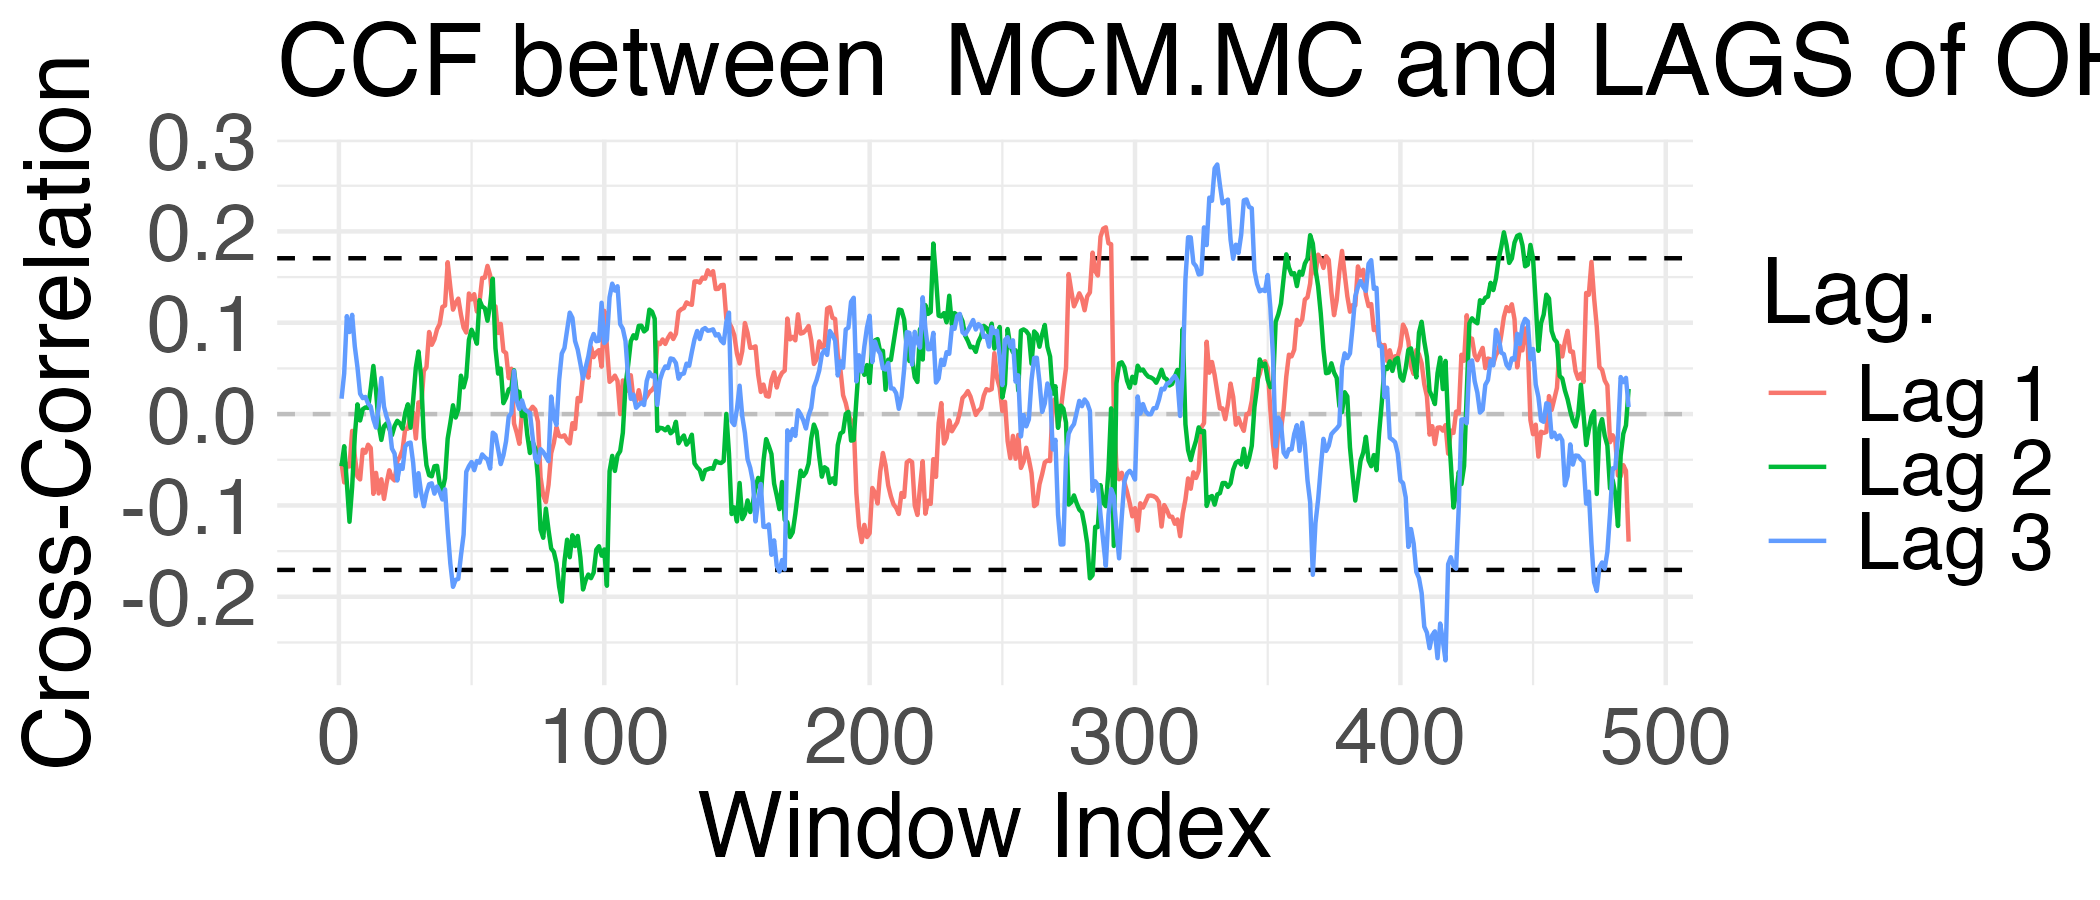 CCF between  MCM.MC and LAGS of
Cross-Correlation
0.3
0.2
0.1
0.0
-0.1
-0.2
0 100 200 300 400 500
Window Index
Lag.
Lag 1
Lag 2
Lag 3